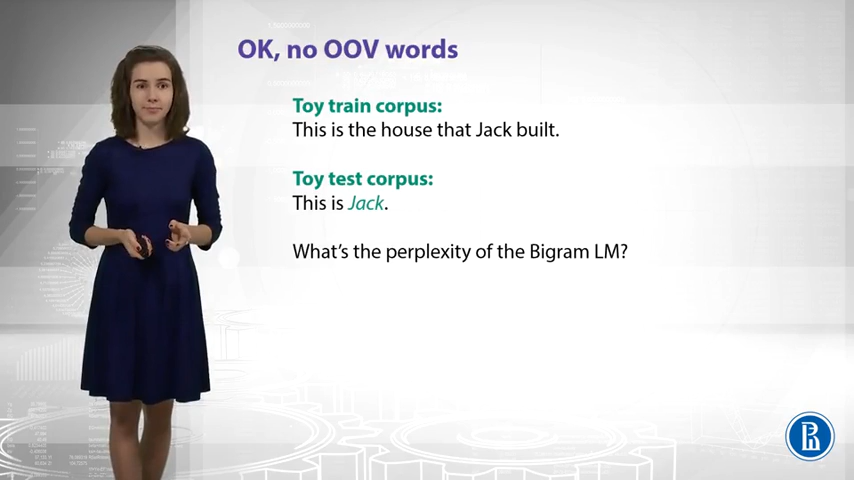 OK, no OOV words
Toy train corpus:
This is the house that Jack built.
Toy test corpus:
This is Jack.
What's the perplexity of the Bigram LM?